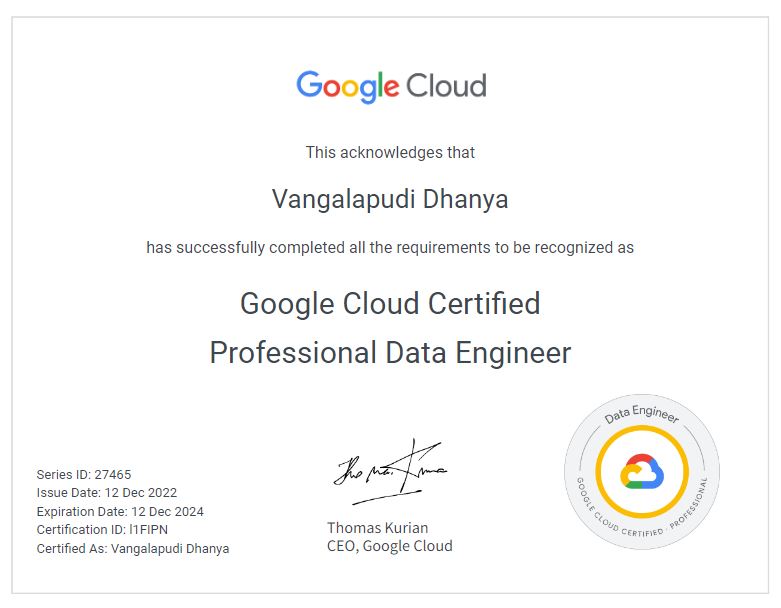 Google Cloud
This acknowledges that
Vangalapudi Dhanya
has successfully completed all the requirements to be recognized as
Google Cloud Certified
Professional Data Engineer
Series ID: 27465
Issue Date: 12 Dec 2022
Expiration Date: 12 Dec 2024
Certification ID: l1FIPN
Certified As: Vangalapudi Dhanya
Thomas Kurian
CEO, Google Cloud
Data Engineer
GOOGLE CLOUD CERTIFIED · PROFESSIONAL